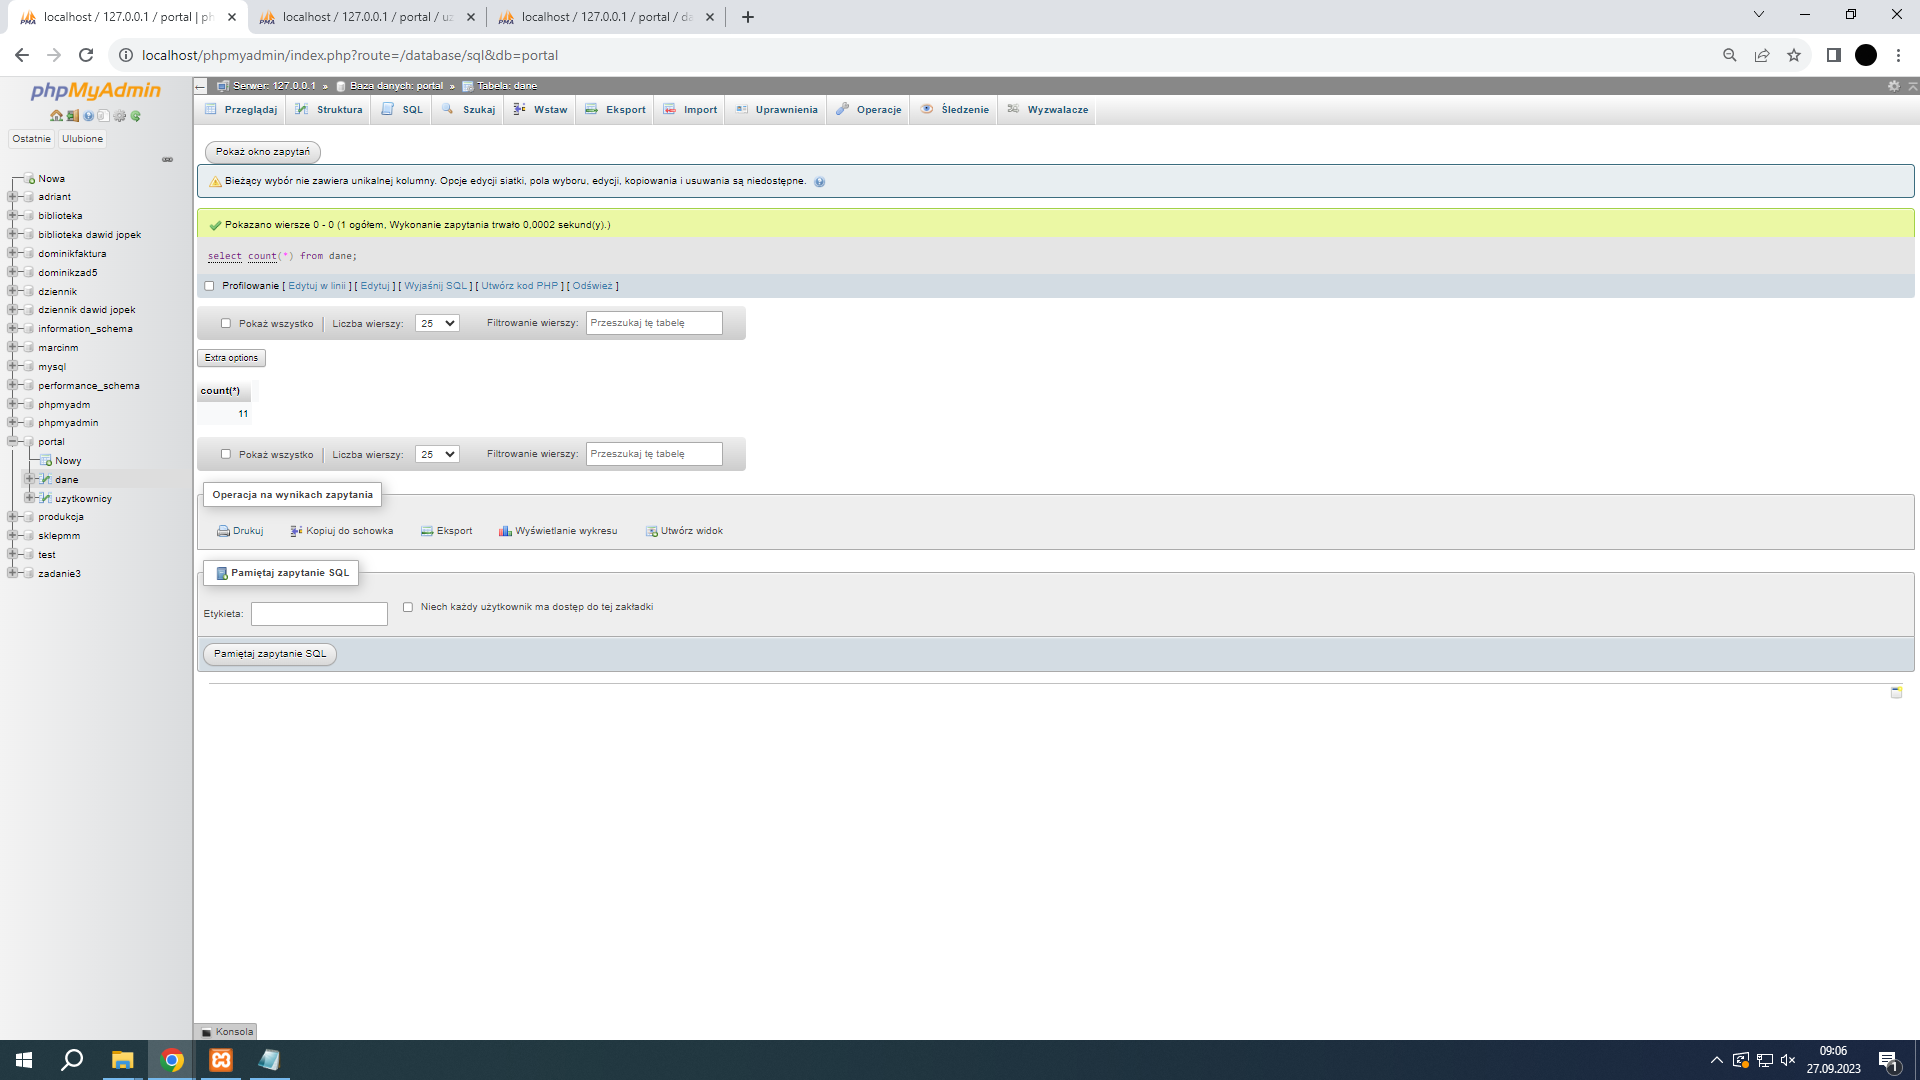 localhost / 127.0.0.1 / portal | ph
localhost / 127.0.0.1 / portal / uz
localhost / 127.0.0.1 / portal / da
localhost/phpmyadmin/index.php?route=/database/sql&db=portal
phpMyAdmin
Ostatnie Ulubione
Nowa
adriant
biblioteka
biblioteka dawid jopek
dominikfaktura
dominikzad5
dziennik
dziennik dawid jopek
information_schema
marcinm
mysql
performance_schema
phpmyadm
phpmyadmin
portal
Nowy
dane
uzytkownicy
produkcja
sklepmm
test
zadanie3
Serwer: 127.0.0.1 » Baza danych: portal » Tabela: dane
Przeglądaj Struktura SQL Szukaj Wstaw Eksport Import Uprawnienia Operacje Śledzenie Wyzwalacze
Pokaż okno zapytań
Bieżący wybór nie zawiera unikalnej kolumny. Opcje edycji siatki, pola wyboru, edycji, kopiowania i usuwania są niedostępne.
Pokazano wiersze 0 - 0 (1 ogółem, Wykonanie zapytania trwało 0,0002 sekund(y).)
select count(*) from dane;
Profilowanie [ Edytuj w linii ] [ Edytuj ] [ Wyjaśnij SQL ] [ Utwórz kod PHP ] [ Odśwież ]
Pokaż wszystko Liczba wierszy: 25 Filtrowanie wierszy: Przeszukaj tę tabelę
Extra options
count(*)
11
Pokaż wszystko Liczba wierszy: 25 Filtrowanie wierszy: Przeszukaj tę tabelę
Operacja na wynikach zapytania
Drukuj Kopiuj do schowka Eksport Wyświetlanie wykresu Utwórz widok
Pamiętaj zapytanie SQL
Etykieta: Niech każdy użytkownik ma dostęp do tej zakładki
Pamiętaj zapytanie SQL
Konsola
09:06
27.09.2023
1